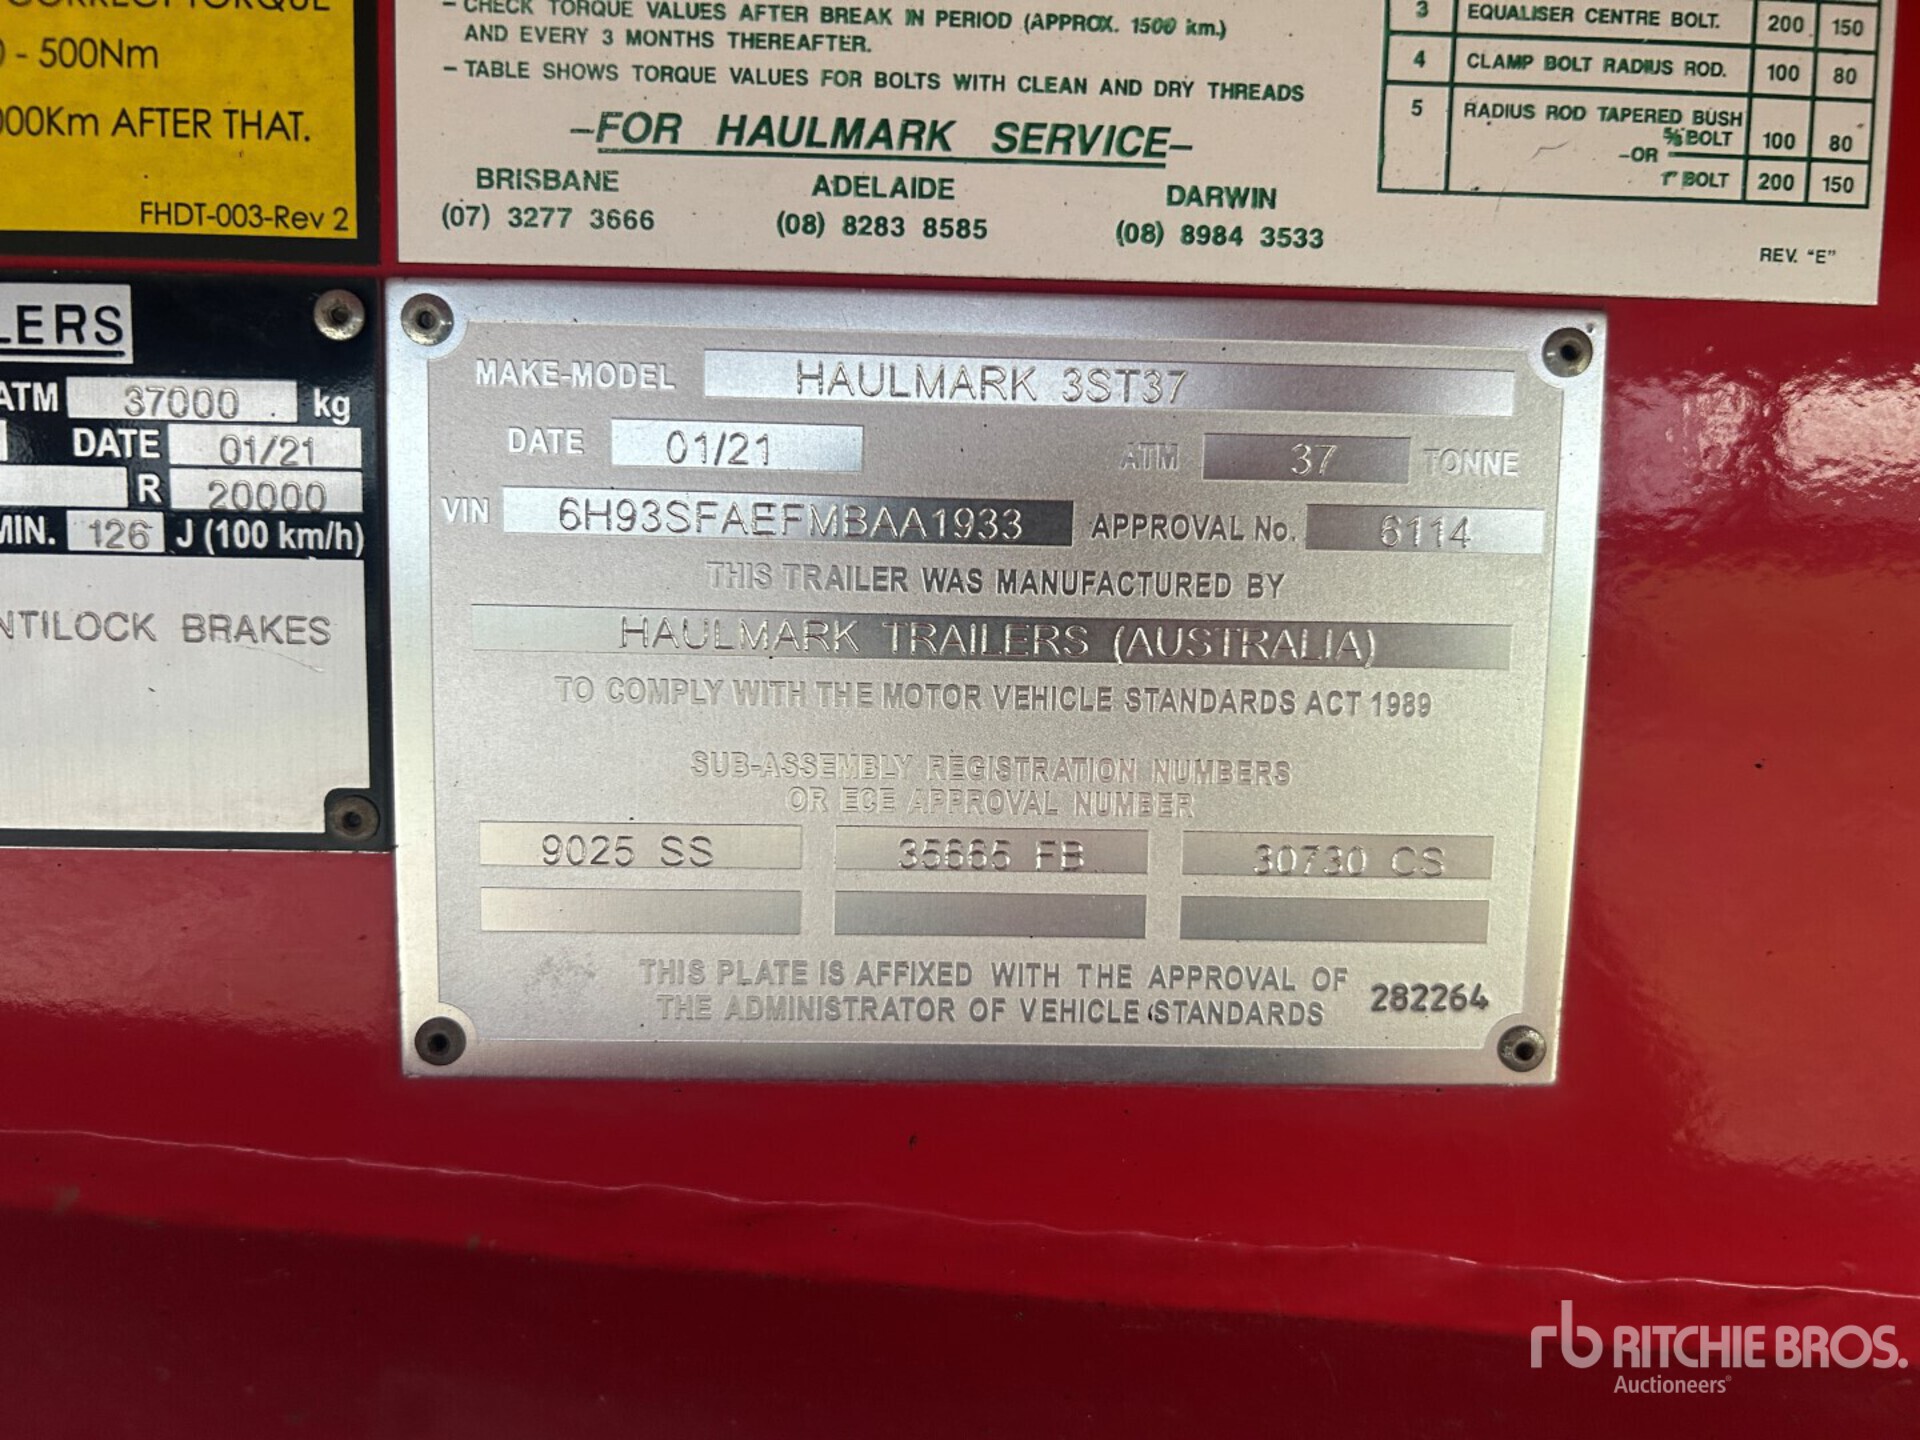 CORRECT TORQUE
- 500Nm
000Km AFTER THAT.
FHDT-003-Rev 2
- CHECK TORQUE VALUES AFTER BREAK IN PERIOD (APPROX. 1500 km.)
AND EVERY 3 MONTHS THEREAFTER.
- TABLE SHOWS TORQUE VALUES FOR BOLTS WITH CLEAN AND DRY THREADS
-FOR HAULMARK SERVICE-
BRISBANE ADELAIDE DARWIN
(07) 3277 3666 (08) 8283 8585 (08) 8984 3533
3 EQUALISER CENTRE BOLT. 200 150
4 CLAMP BOLT RADIUS ROD. 100 80
5 RADIUS ROD TAPERED BUSH
5/8 BOLT 100 80
-OR
1" BOLT 200 150
REV. "E"
LERS
ATM 37000 kg
DATE 01/21
R 20000
MIN. 126 J (100 km/h)
NTILOCK BRAKES
MAKE-MODEL HAULMARK 3ST37
DATE 01/21 ATM 37 TONNE
VIN 6H93SFAEFMBAA1933 APPROVAL No. 6114
THIS TRAILER WAS MANUFACTURED BY
HAULMARK TRAILERS (AUSTRALIA)
TO COMPLY WITH THE MOTOR VEHICLE STANDARDS ACT 1989
SUB-ASSEMBLY REGISTRATION NUMBERS
OR ECE APPROVAL NUMBER
9025 SS 35665 FB 30730 CS
THIS PLATE IS AFFIXED WITH THE APPROVAL OF
THE ADMINISTRATOR OF VEHICLE STANDARDS 282264
rb RITCHIE BROS.
Auctioneers